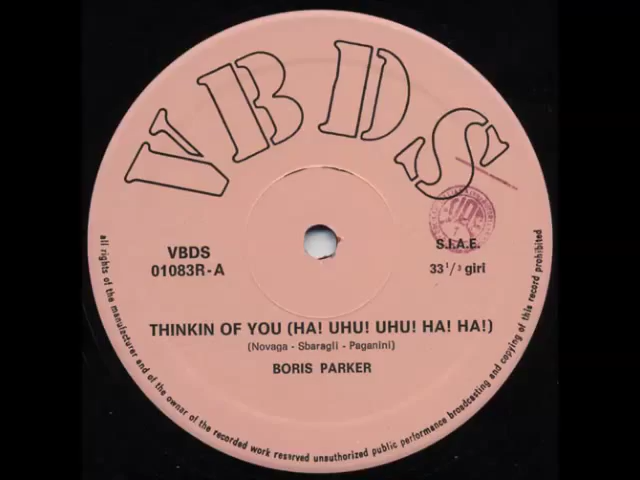 VBDS
VBDS
01083R-A
S.I.A.E.
33 1/3 giri
THINKIN OF YOU (HA! UHU! UHU! HA! HA!)
(Novaga - Sbaragli - Paganini)
BORIS PARKER
all rights of the manufacturer and of the owner of the recorded work reserved unauthorized public performance broadcasting and copying of this record prohibited